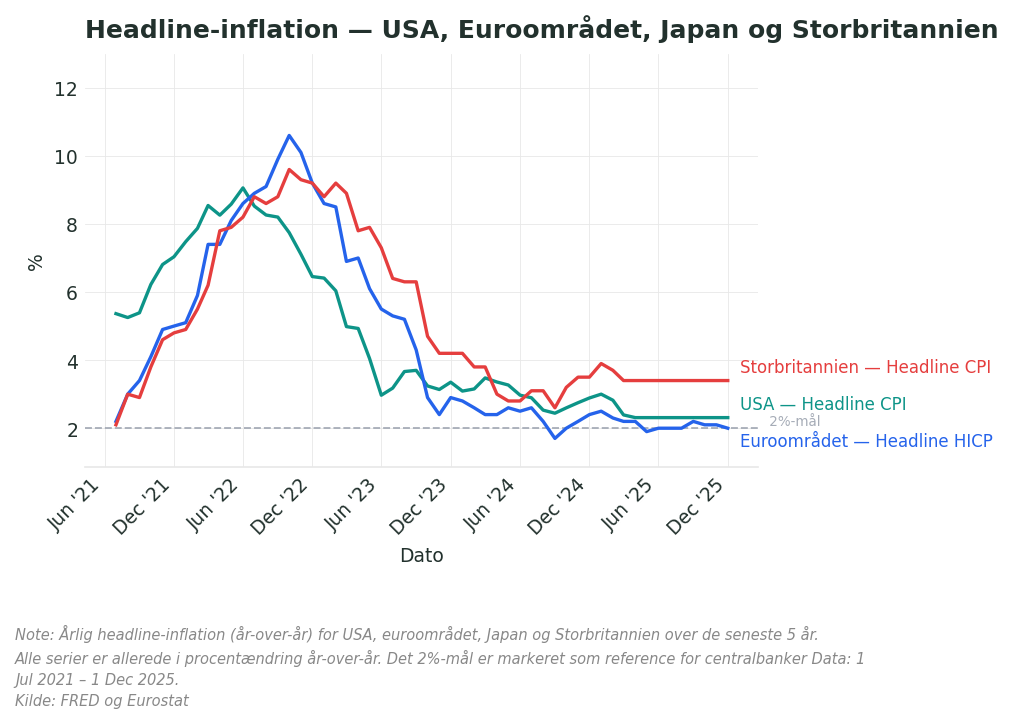 Headline-inflation — USA, Euroområdet, Japan og Storbritannien
12
10
8
6
4
2
%
Storbritannien — Headline CPI
USA — Headline CPI
2%-mål
Euroområdet — Headline HICP
Jun '21
Dec '21
Jun '22
Dec '22
Jun '23
Dec '23
Jun '24
Dec '24
Jun '25
Dec '25
Dato
Note: Årlig headline-inflation (år-over-år) for USA, euroområdet, Japan og Storbritannien over de seneste 5 år.
Alle serier er allerede i procentændring år-over-år. Det 2%-mål er markeret som reference for centralbanker Data: 1
Jul 2021 – 1 Dec 2025.
Kilde: FRED og Eurostat